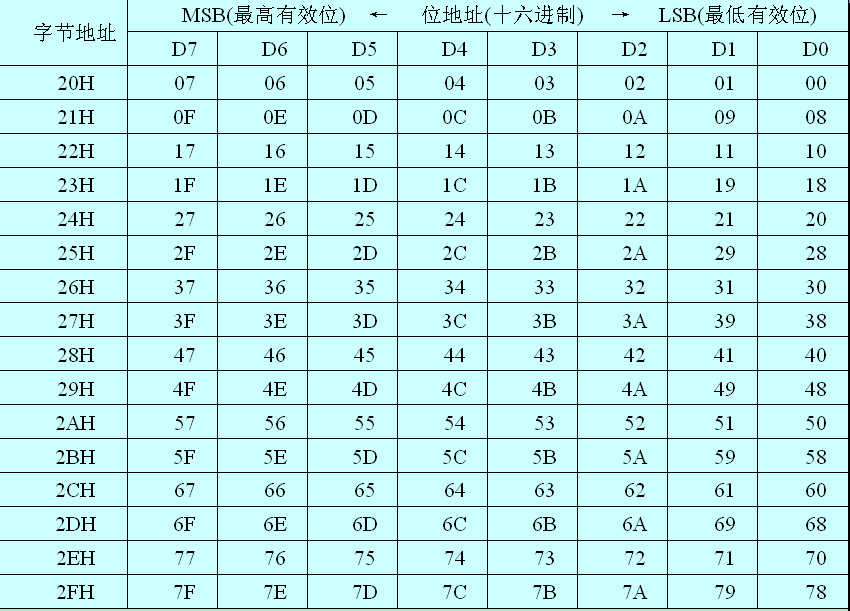 字节地址 MSB(最高有效位) ← 位地址(十六进制) → LSB(最低有效位)
D7 D6 D5 D4 D3 D2 D1 D0
20H 07 06 05 04 03 02 01 00
21H 0F 0E 0D 0C 0B 0A 09 08
22H 17 16 15 14 13 12 11 10
23H 1F 1E 1D 1C 1B 1A 19 18
24H 27 26 25 24 23 22 21 20
25H 2F 2E 2D 2C 2B 2A 29 28
26H 37 36 35 34 33 32 31 30
27H 3F 3E 3D 3C 3B 3A 39 38
28H 47 46 45 44 43 42 41 40
29H 4F 4E 4D 4C 4B 4A 49 48
2AH 57 56 55 54 53 52 51 50
2BH 5F 5E 5D 5C 5B 5A 59 58
2CH 67 66 65 64 63 62 61 60
2DH 6F 6E 6D 6C 6B 6A 69 68
2EH 77 76 75 74 73 72 71 70
2FH 7F 7E 7D 7C 7B 7A 79 78